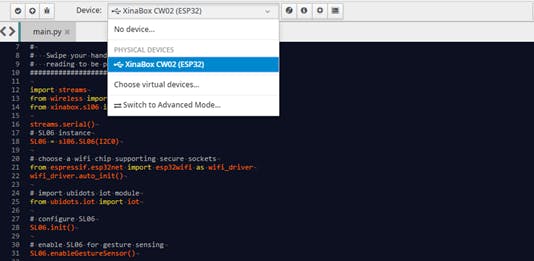 Device: XinaBox CW02 (ESP32)
No device...
PHYSICAL DEVICES
XinaBox CW02 (ESP32)
Choose virtual devices...
Switch to Advanced Mode...
main.py
7 #
8 # Swipe your hand
9 # reading to be p
10 ####################
11
12 import streams
13 from wireless impor
14 from xinabox.sl06 i
15
16 streams.serial()
17 # SL06 instance
18 SL06 = sl06.SL06(I2C0)
19
20 # choose a wifi chip supporting secure sockets
21 from espressif.esp32net import esp32wifi as wifi_driver
22 wifi_driver.auto_init()
23
24 # import ubidots iot module
25 from ubidots.iot import iot
26
27 # configure SL06
28 SL06.init()
29
30 # enable SL06 for gesture sensing
31 SL06.enableGestureSensor()